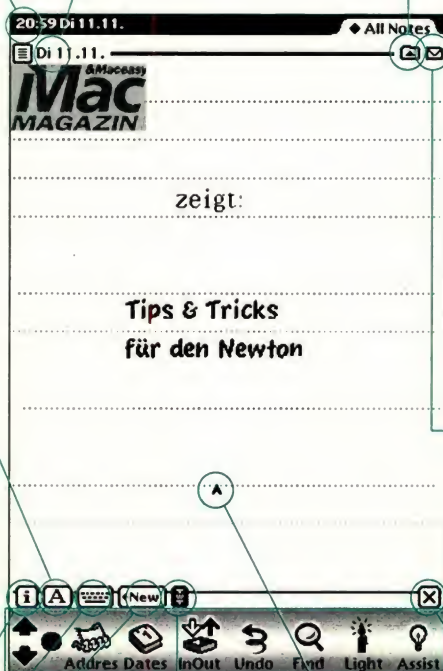 20:59 Di 11.11.
◆ All Notes
Di 11.11.
&Maceasy
Mac
MAGAZIN
zeigt:
Tips & Tricks
für den Newton
i A New
Addres Dates InOut Undo Find Light Assist